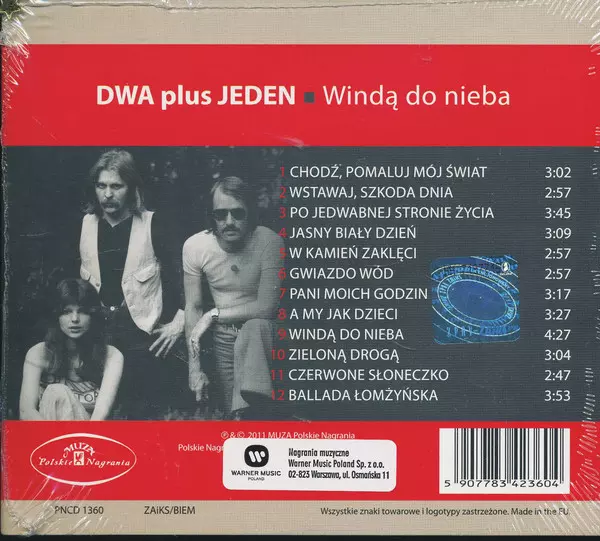 DWA plus JEDEN ■ Windą do nieba
1 CHODŹ, POMALUJ MÓJ ŚWIAT 3:02
2 WSTAWAJ, SZKODA DNIA 2:57
3 PO JEDWABNEJ STRONIE ŻYCIA 3:45
4 JASNY BIAŁY DZIEŃ 3:09
5 W KAMIEŃ ZAKLĘCI 2:57
6 GWIAZDO WÓD 2:57
7 PANI MOICH GODZIN 3:17
8 A MY JAK DZIECI 3:27
9 WINDĄ DO NIEBA 4:27
10 ZIELONĄ DROGĄ 3:04
11 CZERWONE SŁONECZKO 2:47
12 BALLADA ŁOMŻYŃSKA 3:53
℗ & © 2011 MUZA Polskie Nagrania
Polskie
MUZA
Polskie Nagrania
WARNER MUSIC
POLAND
Nagrania muzyczne
Warner Music Poland Sp. z o.o.
02-823 Warszawa, ul. Osmańska 11
5 907783 423604
PNCD 1360 ZAiKS/BIEM
Wszystkie znaki towarowe i logotypy zastrzeżone. Made in the EU